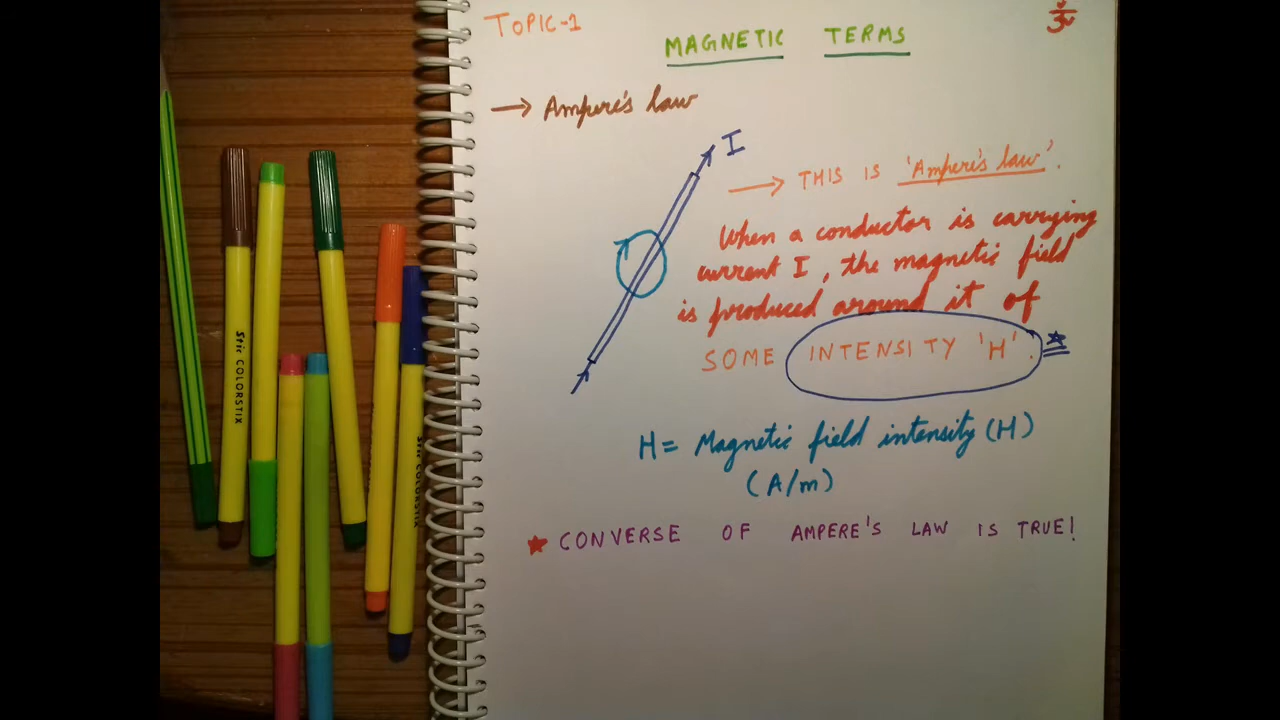 TOPIC-1
MAGNETIC TERMS
→ Ampere's law
I
→ THIS IS 'Ampere's law'.
When a conductor is carrying
current I, the magnetic field
is produced around it of
SOME INTENSITY 'H'.
H = Magnetic field intensity (H)
(A/m)
★ CONVERSE OF AMPERE'S LAW IS TRUE!
Stic COLORSTIX
Stic COLORSTIX